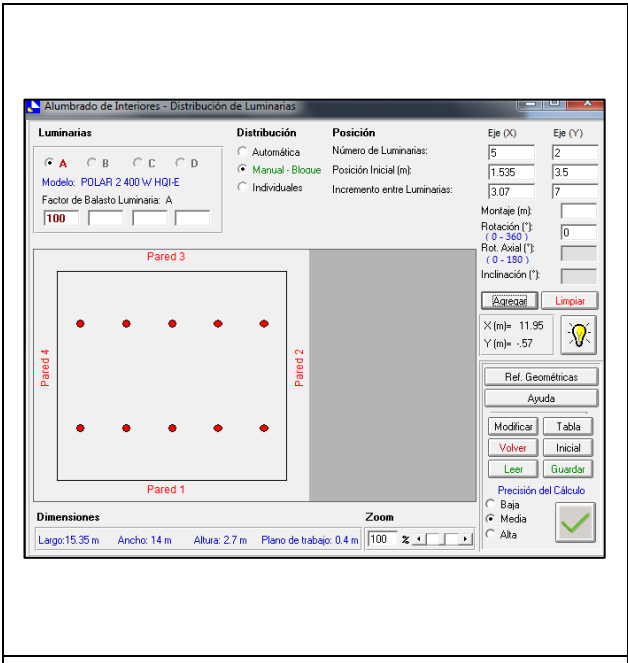 Alumbrado de Interiores - Distribución de Luminarias
Luminarias
A B C D
Modelo: POLAR 2 400 W HQI-E
Factor de Balasto Luminaria: A
100
Distribución
Automática
Manual - Bloque
Individuales
Posición
Número de Luminarias:
Posición Inicial (m):
Incremento entre Luminarias:
Eje (X) Eje (Y)
5 2
1.535 3.5
3.07 7
Montaje (m):
Rotación (°): 0
( 0 - 360 )
Rot. Axial (°):
( 0 - 180 )
Inclinación (°):
Agregar Limpiar
X (m)= 11.95
Y (m)= -.57
Pared 3
Pared 4
Pared 2
Pared 1
Ref. Geométricas
Ayuda
Modificar Tabla
Volver Inicial
Leer Guardar
Precisión del Cálculo
Baja
Media
Alta
Dimensiones
Largo:15.35 m Ancho: 14 m Altura: 2.7 m Plano de trabajo: 0.4 m
Zoom
100 %